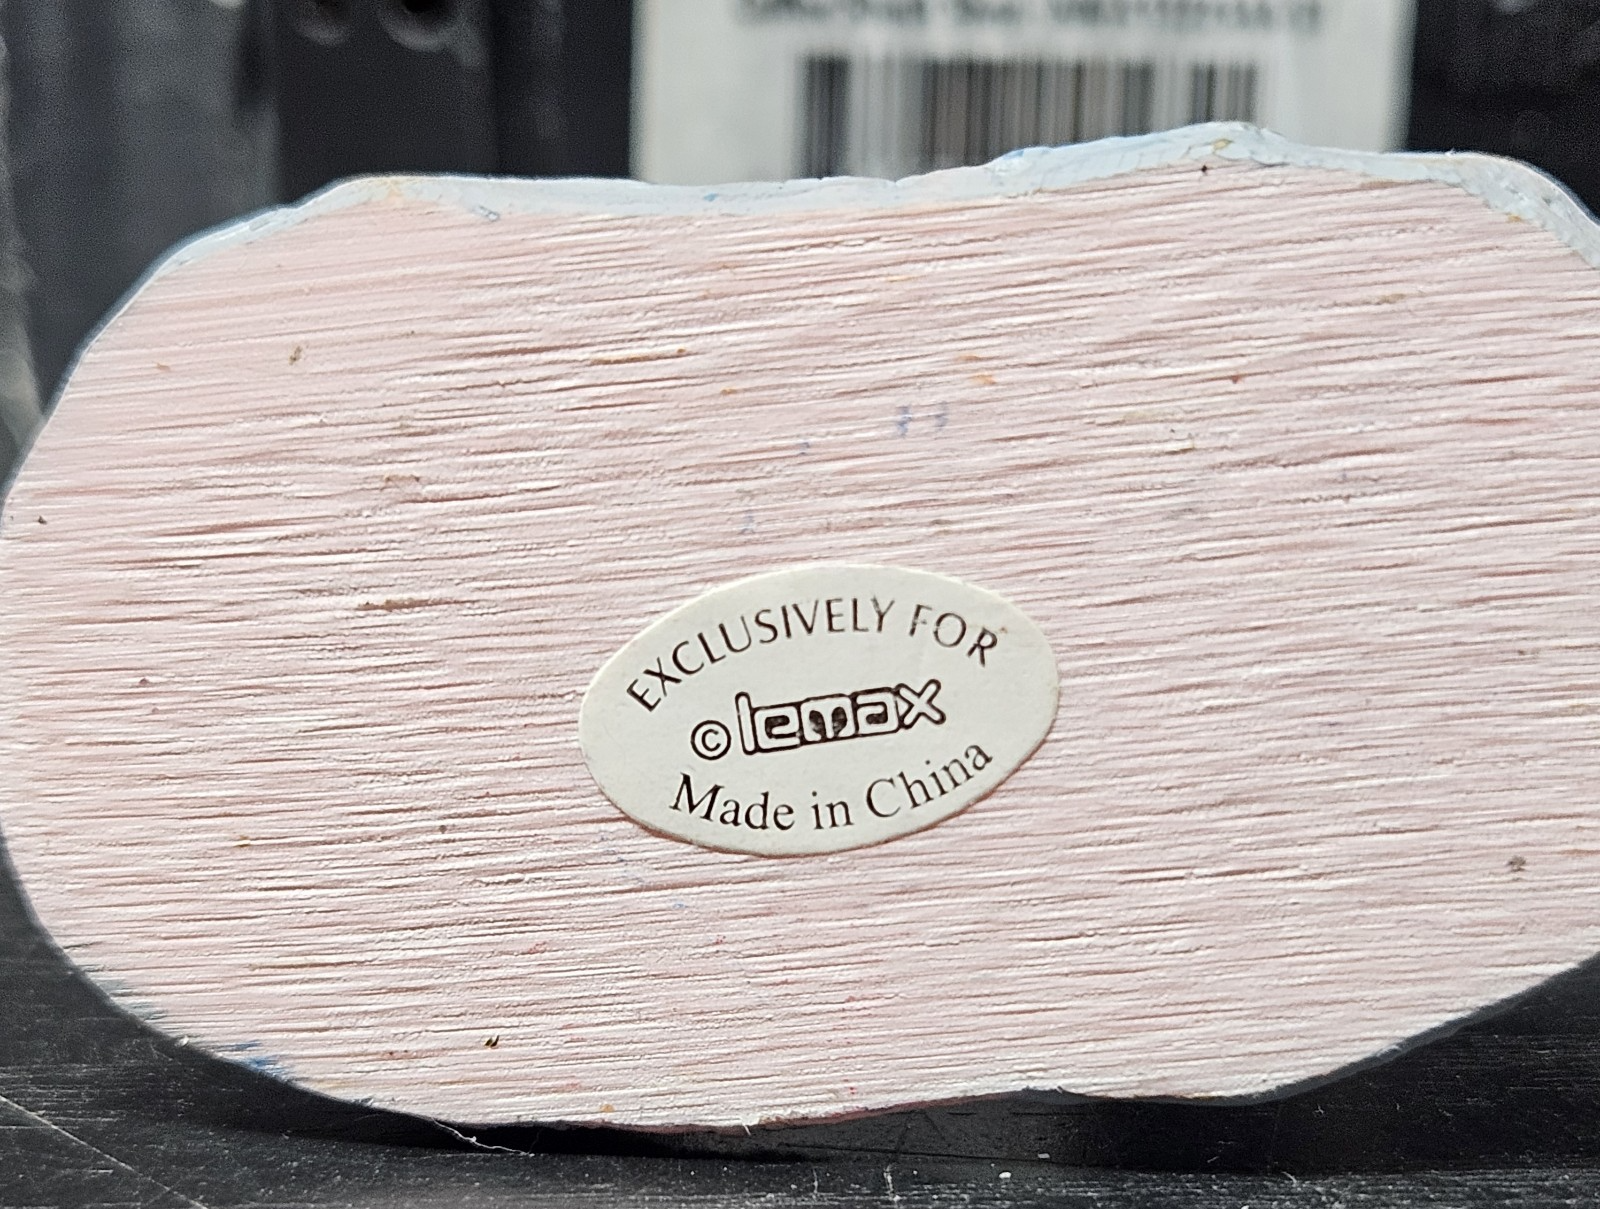 EXCLUSIVELY FOR
© lemax
Made in China